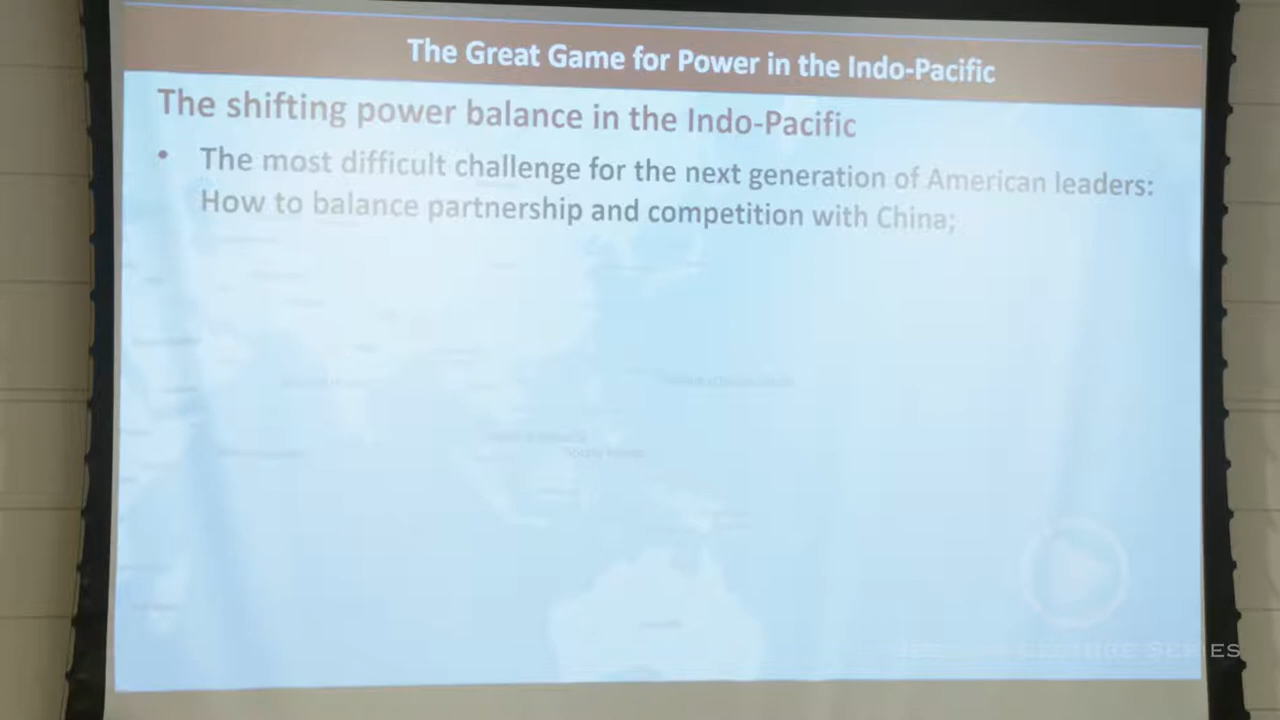 The Great Game for Power in the Indo-Pacific
The shifting power balance in the Indo-Pacific
• The most difficult challenge for the next generation of American leaders:
How to balance partnership and competition with China;
Series